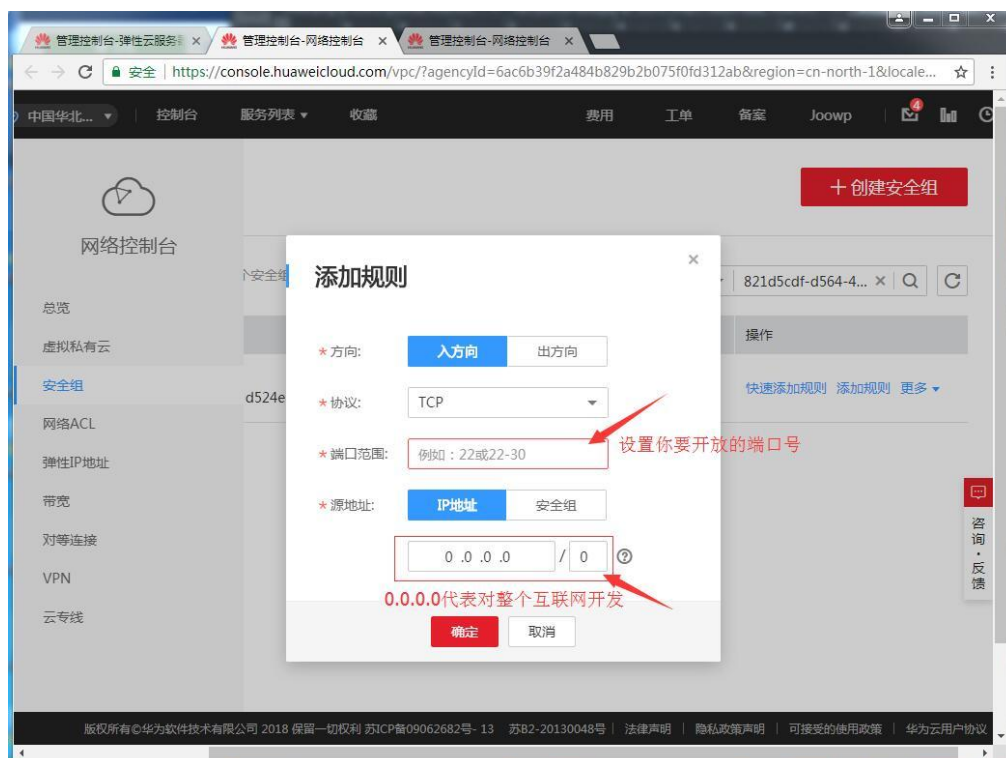 管理控制台-弹性云服务 管理控制台-网络控制台 管理控制台-网络控制台
安全 https://console.huaweicloud.com/vpc/?agencyId=6ac6b39f2a484b829b2b075f0fd312ab&region=cn-north-1&locale...
中国华北... 控制台 服务列表 收藏 费用 工单 备案 Joowp 4
+创建安全组
网络控制台
个安全组
821d5cdf-d564-4...
添加规则
总览
虚拟私有云
安全组
网络ACL
弹性IP地址
带宽
对等连接
VPN
云专线
操作
d524e
快速添加规则 添加规则 更多
*方向: 入方向 出方向
*协议: TCP
*端口范围: 例如:22或22-30
设置你要开放的端口号
*源地址: IP地址 安全组
0 .0 .0 .0 / 0
0.0.0.0代表对整个互联网开发
确定 取消
咨询·反馈
版权所有©华为软件技术有限公司 2018 保留一切权利 苏ICP备09062682号- 13 苏B2-20130048号 | 法律声明 | 隐私政策声明 | 可接受的使用政策 | 华为云用户协议